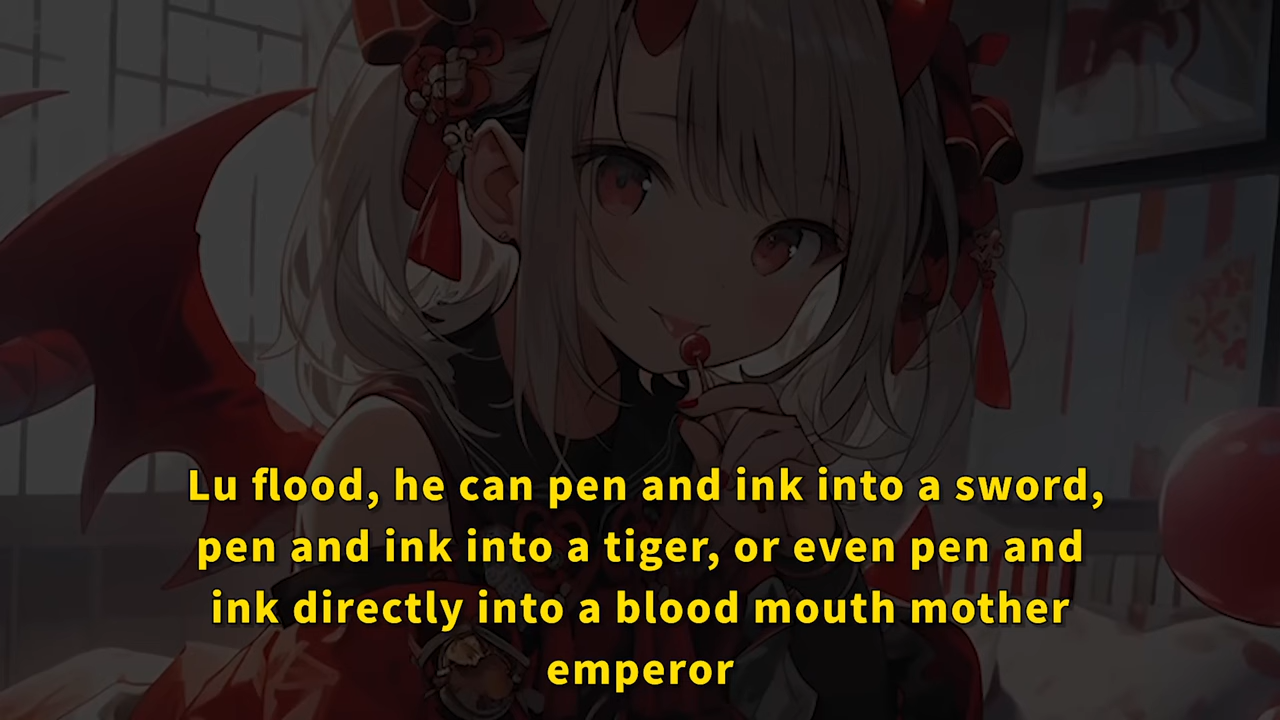 Lu flood, he can pen and ink into a sword,
pen and ink into a tiger, or even pen and
ink directly into a blood mouth mother
emperor